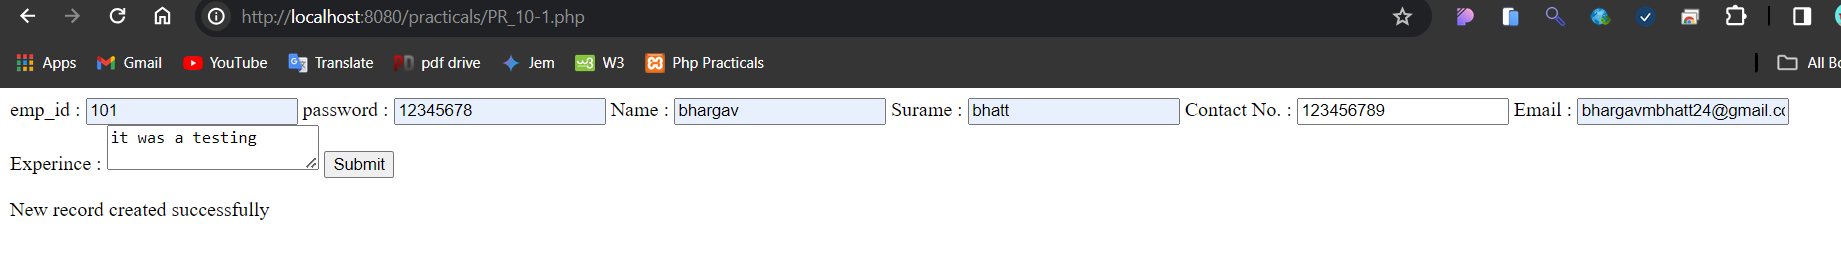 http://localhost:8080/practicals/PR_10-1.php
Apps Gmail YouTube Translate pdf drive Jem W3 Php Practicals All Bo
emp_id : 101 password : 12345678 Name : bhargav Surame : bhatt Contact No. : 123456789 Email : bhargavmbhatt24@gmail.co
it was a testing
Experince : Submit
New record created successfully